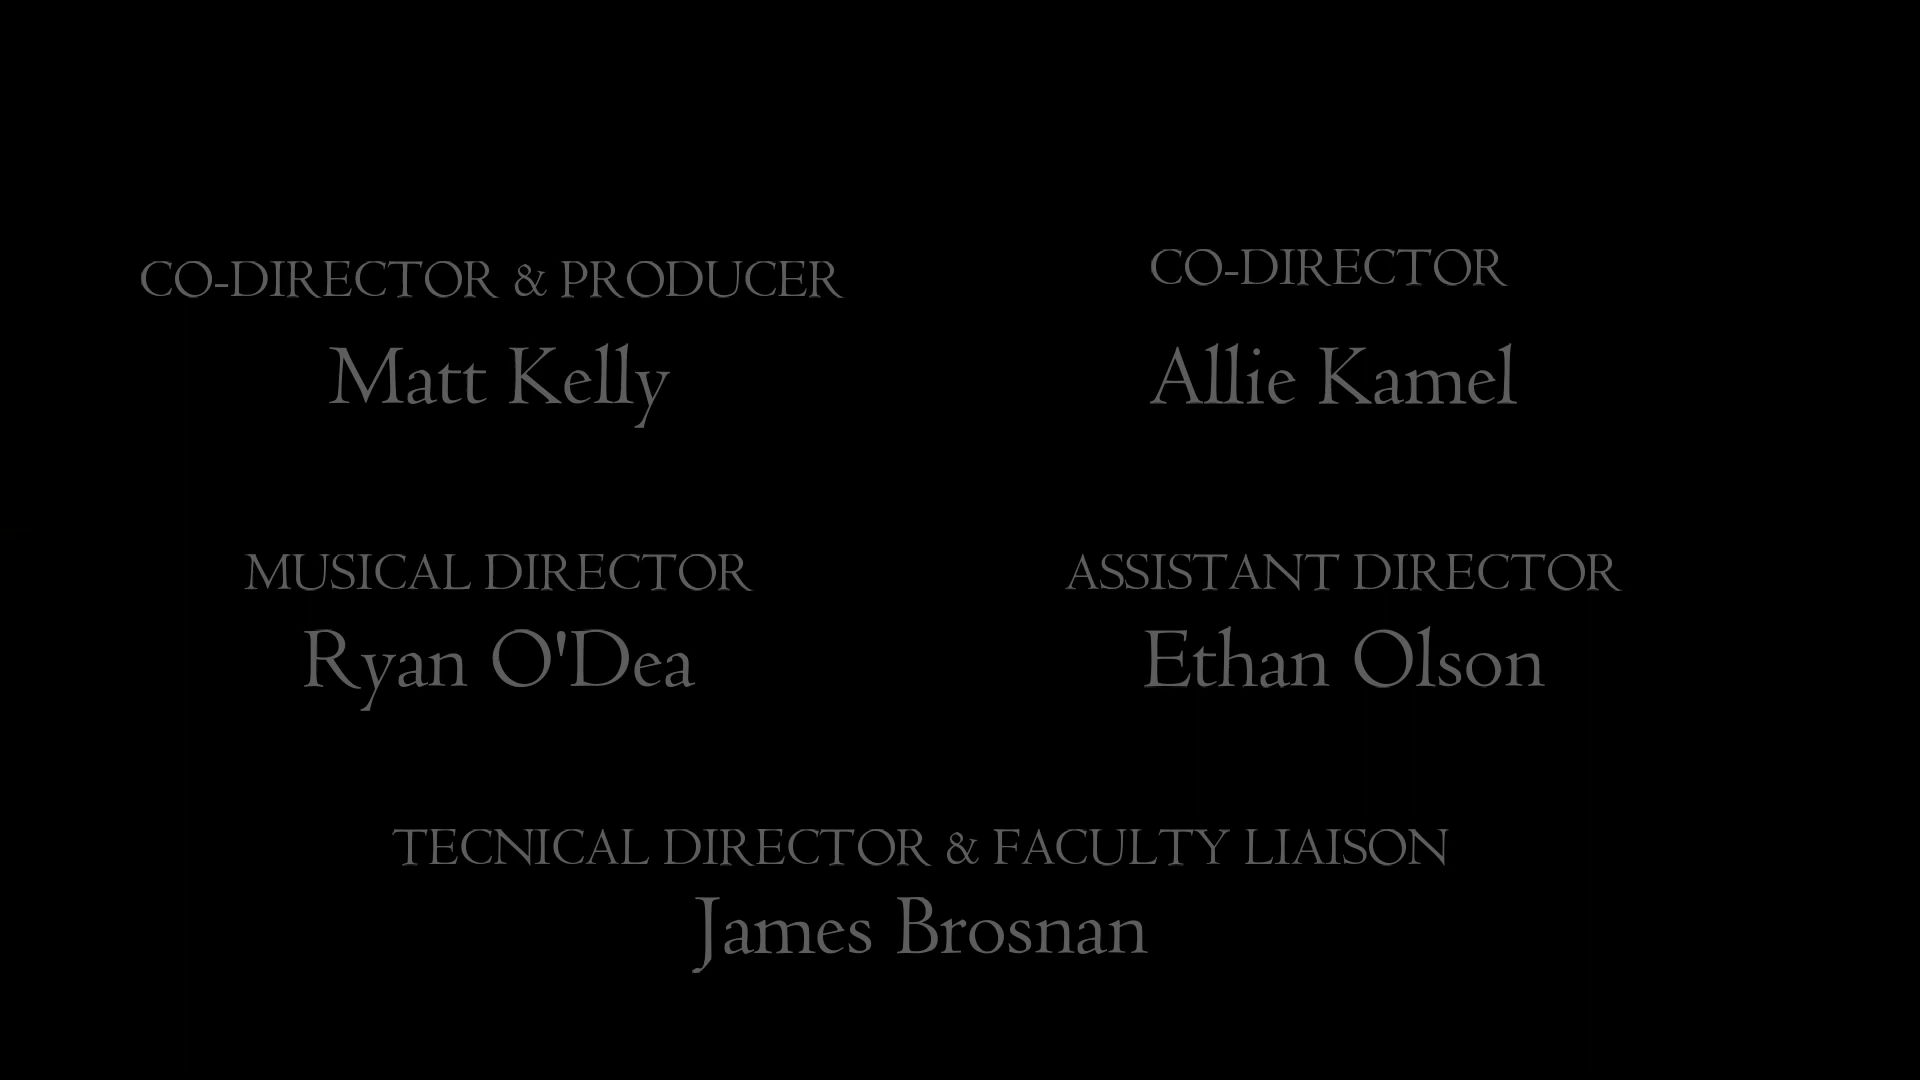 CO-DIRECTOR & PRODUCER
Matt Kelly
CO-DIRECTOR
Allie Kamel
MUSICAL DIRECTOR
Ryan O'Dea
ASSISTANT DIRECTOR
Ethan Olson
TECNICAL DIRECTOR & FACULTY LIAISON
James Brosnan